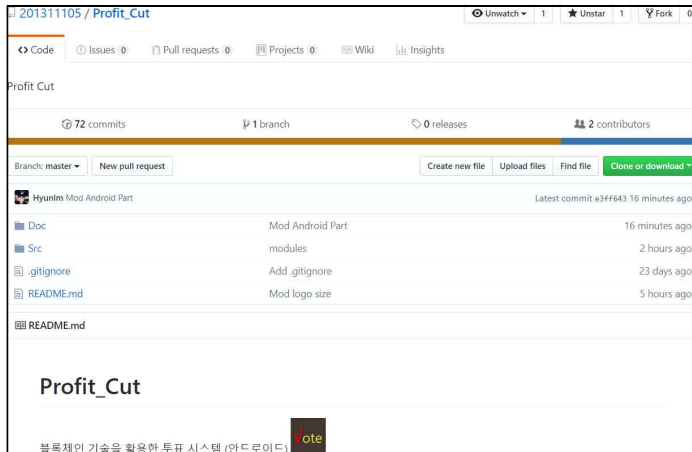 201311105 / Profit_Cut
Unwatch 1 Unstar 1 Fork 0
Code Issues 0 Pull requests 0 Projects 0 Wiki Insights
Profit Cut
72 commits 1 branch 0 releases 2 contributors
Branch: master New pull request Create new file Upload files Find file Clone or download
HyunIm Mod Android Part Latest commit e3ff643 16 minutes ago
Doc Mod Android Part 16 minutes ago
Src modules 2 hours ago
.gitignore Add .gitignore 23 days ago
README.md Mod logo size 5 hours ago
README.md
Profit_Cut
블록체인 기술을 활용한 투표 시스템 (안드로이드) Vote